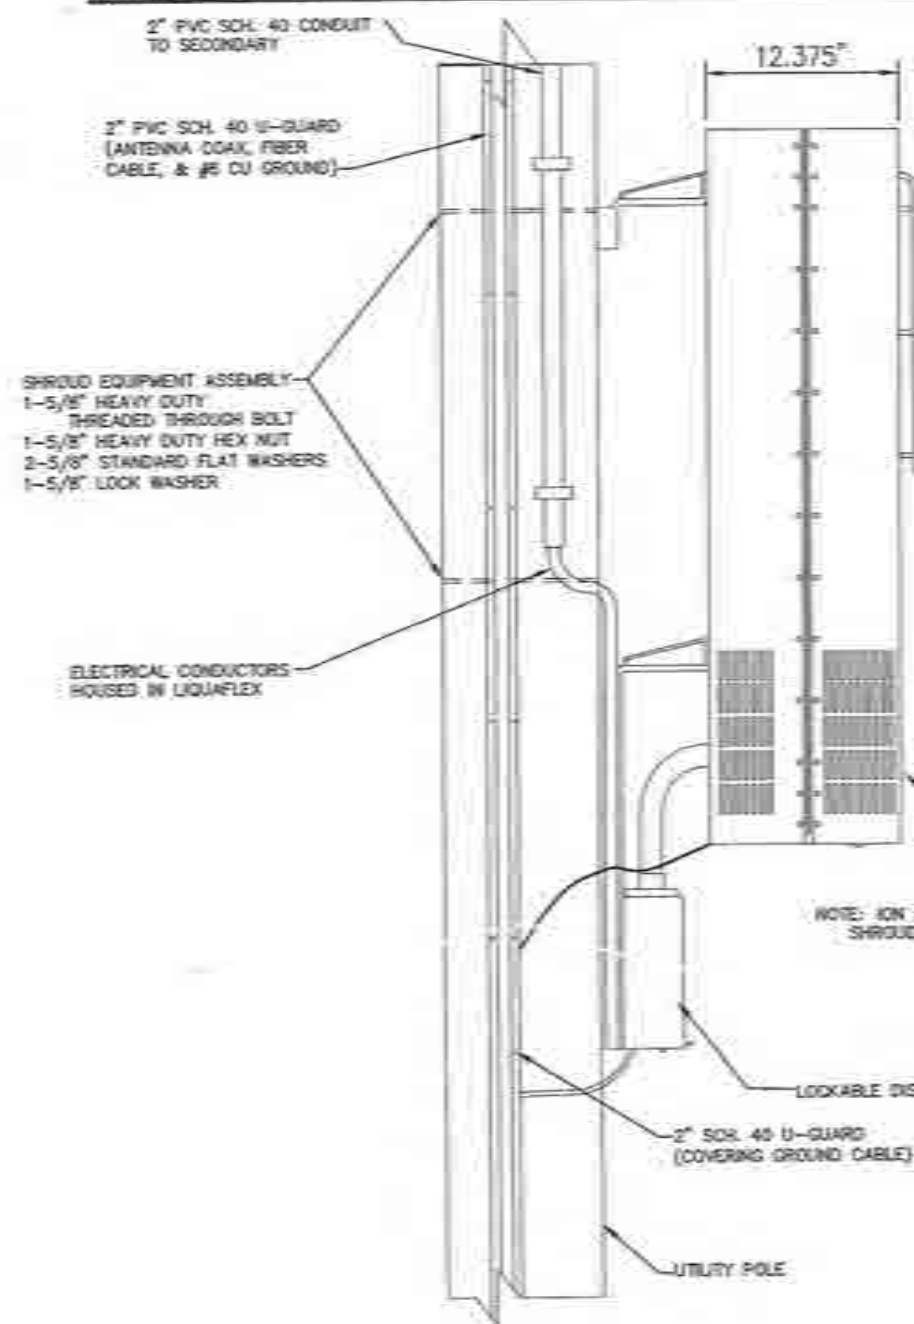 2" PVC SCH. 40 CONDUIT
TO SECONDARY
12.375"
2" PVC SCH. 40 U-GUARD
(ANTENNA COAX, FIBER
CABLE, & #6 CU GROUND)
SHROUD EQUIPMENT ASSEMBLY
1-5/8" HEAVY DUTY
THREADED THROUGH BOLT
1-5/8" HEAVY DUTY HEX NUT
2-5/8" STANDARD FLAT WASHERS
1-5/8" LOCK WASHER
ELECTRICAL CONDUCTORS
HOUSED IN LIQUAFLEX
NOTE: ION
SHROUD
LOCKABLE DIS
2" SCH. 40 U-GUARD
(COVERING GROUND CABLE)
UTILITY POLE